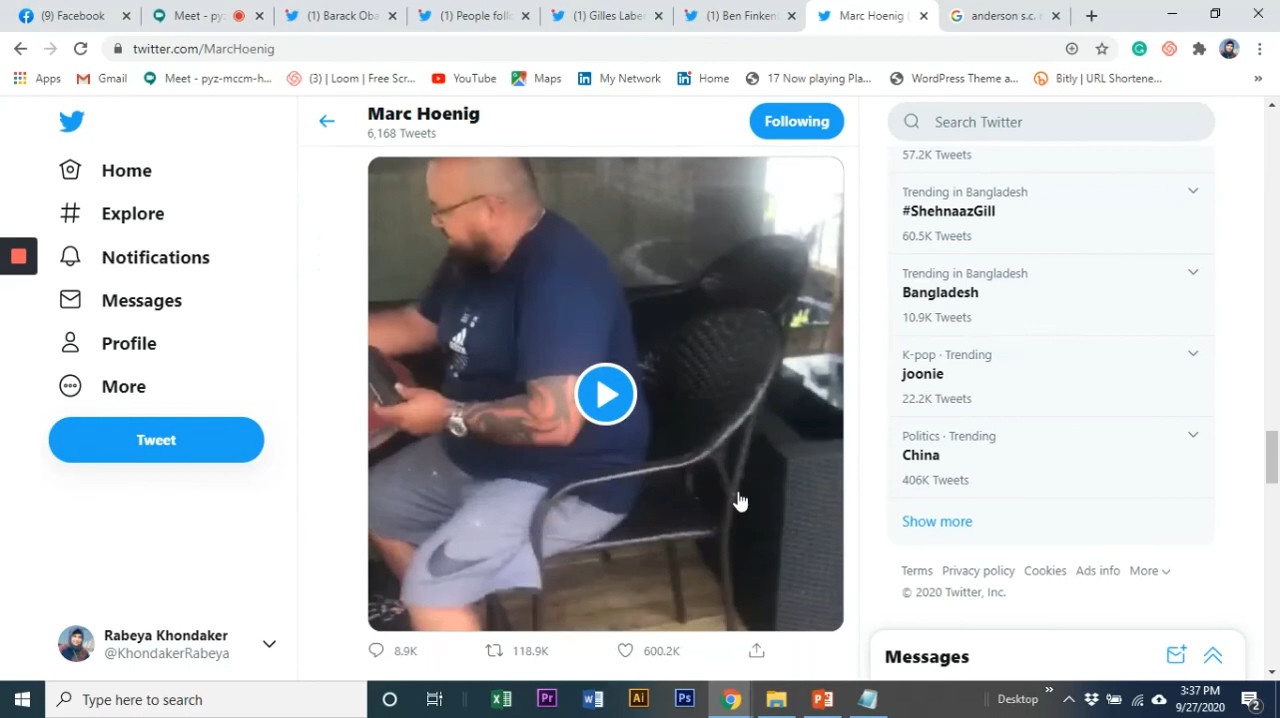 (9) Facebook
Meet - pyz
(1) Barack Oba
(1) People foll
(1) Gilles Labe
(1) Ben Finken
Marc Hoenig
anderson s.c. r
twitter.com/MarcHoenig
Apps
Gmail
Meet - pyz-mccm-h...
(3) | Loom | Free Scr...
YouTube
Maps
My Network
Home
17 Now playing Pla...
WordPress Theme a...
Bitly | URL Shortene...
Home
Explore
Notifications
Messages
Profile
More
Tweet
Rabeya Khondaker
@KhondakerRabeya
Marc Hoenig
6,168 Tweets
Following
8.9K
118.9K
600.2K
Search Twitter
57.2K Tweets
Trending in Bangladesh
#ShehnaazGill
60.5K Tweets
Trending in Bangladesh
Bangladesh
10.9K Tweets
K-pop · Trending
joonie
22.2K Tweets
Politics · Trending
China
406K Tweets
Show more
Terms Privacy policy Cookies Ads info More
© 2020 Twitter, Inc.
Messages
Type here to search
Desktop
3:37 PM
9/27/2020
2